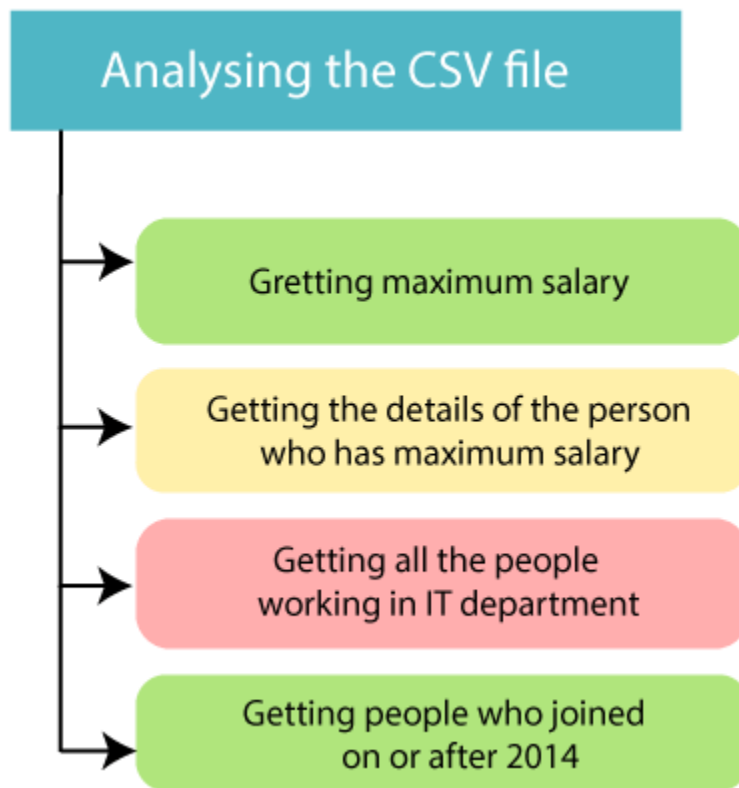 Analysing the CSV file
Gretting maximum salary
Getting the details of the person
who has maximum salary
Getting all the people
working in IT department
Getting people who joined
on or after 2014